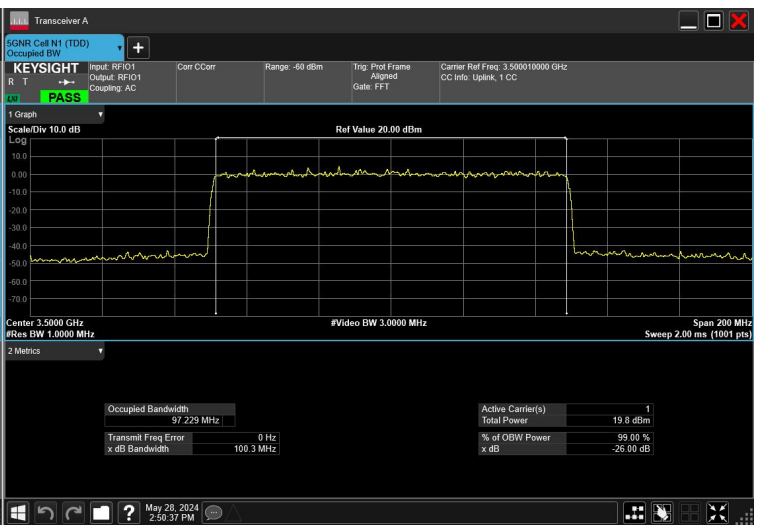 Transceiver A
5GNR Cell N1 (TDD)
Occupied BW
KEYSIGHT
R T
LXI
PASS
Input: RFIO1
Output: RFIO1
Coupling: AC
Corr CCorr
Range: -60 dBm
Trig: Prot Frame
Aligned
Gate: FFT
Carrier Ref Freq: 3.500010000 GHz
CC Info: Uplink, 1 CC
1 Graph
Scale/Div 10.0 dB
Ref Value 20.00 dBm
Log
10.0
0.00
-10.0
-20.0
-30.0
-40.0
-50.0
-60.0
-70.0
Center 3.5000 GHz
#Video BW 3.0000 MHz
Span 200 MHz
#Res BW 1.0000 MHz
Sweep 2.00 ms (1001 pts)
2 Metrics
Occupied Bandwidth
97.229 MHz
Transmit Freq Error 0 Hz
x dB Bandwidth 100.3 MHz
Active Carrier(s) 1
Total Power 19.8 dBm
% of OBW Power 99.00 %
x dB -26.00 dB
?
May 28, 2024
2:50:37 PM